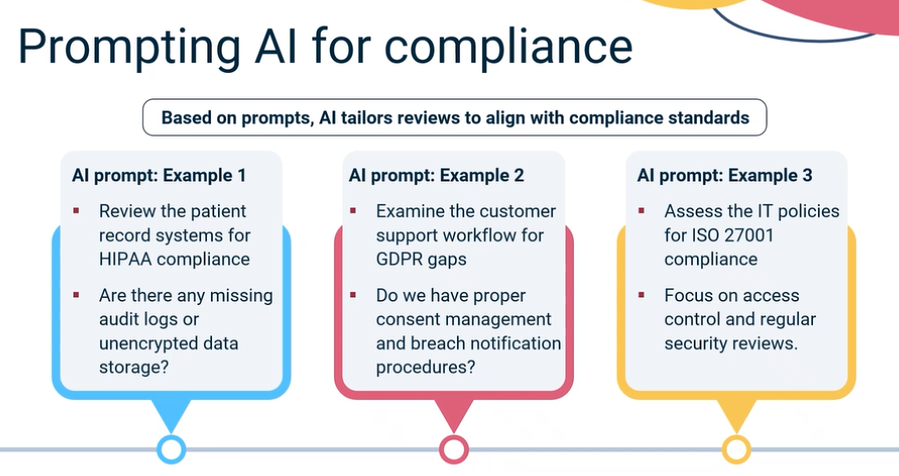 Prompting AI for compliance
Based on prompts, AI tailors reviews to align with compliance standards
AI prompt: Example 1
▪ Review the patient
record systems for
HIPAA compliance
▪ Are there any missing
audit logs or
unencrypted data
storage?
AI prompt: Example 2
▪ Examine the customer
support workflow for
GDPR gaps
▪ Do we have proper
consent management
and breach notification
procedures?
AI prompt: Example 3
▪ Assess the IT policies
for ISO 27001
compliance
▪ Focus on access
control and regular
security reviews.